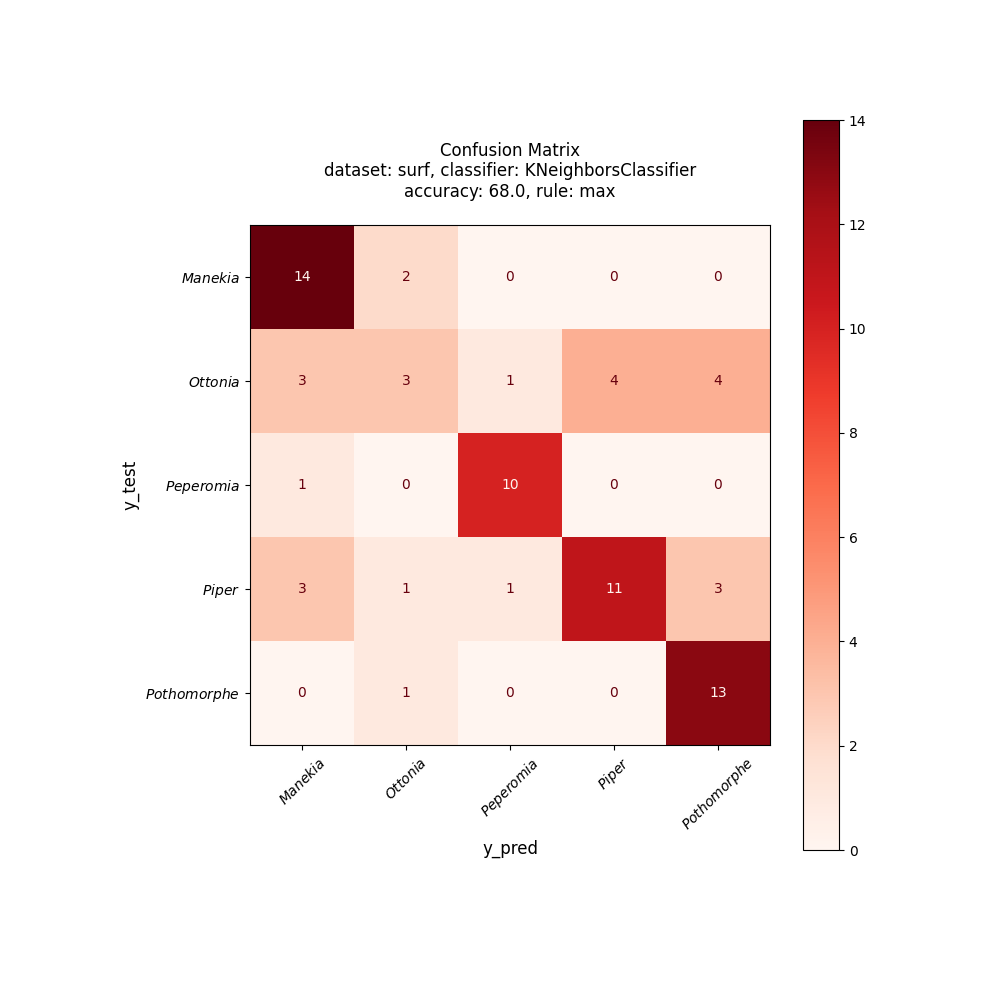 Confusion Matrix
dataset: surf, classifier: KNeighborsClassifier
accuracy: 68.0, rule: max
Manekia 14 2 0 0 0
Ottonia 3 3 1 4 4
Peperomia 1 0 10 0 0
Piper 3 1 1 11 3
Pothomorphe 0 1 0 0 13
y_test
Manekia Ottonia Peperomia Piper Pothomorphe
y_pred
14
12
10
8
6
4
2
0